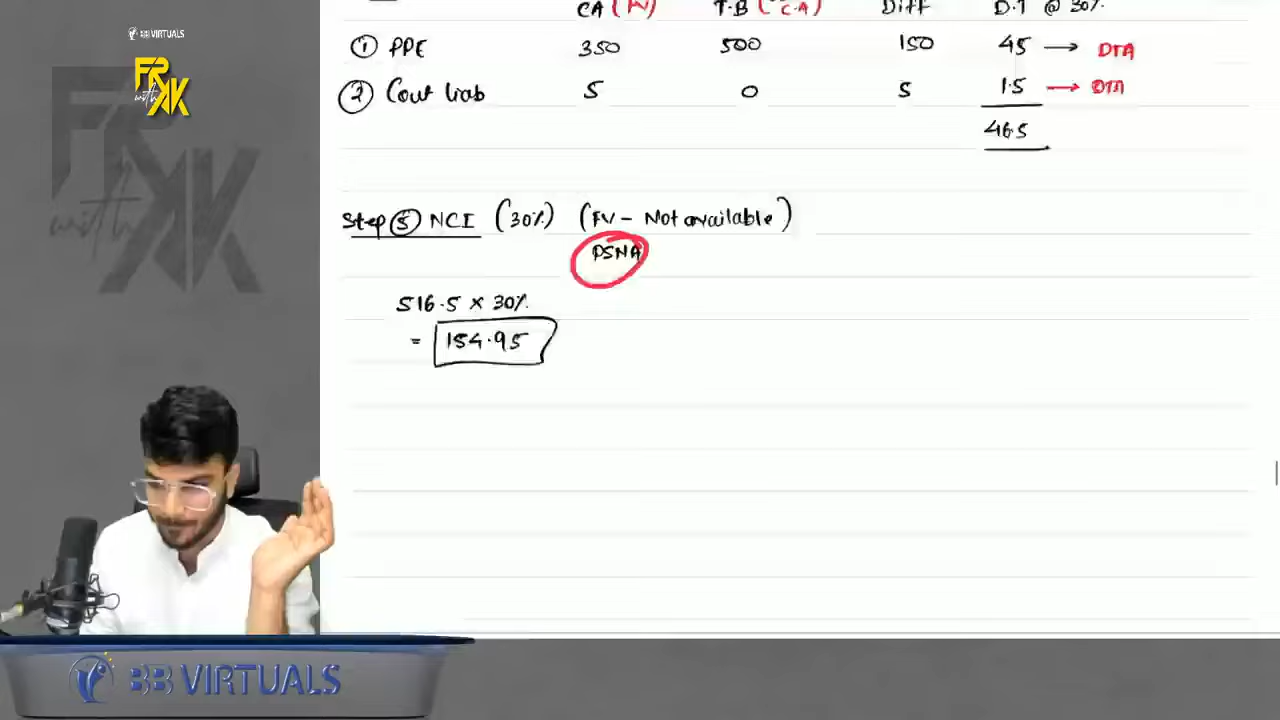 BB VIRTUALS
FR
with
AK
CA (FV) T.B ( C.A) Diff D.T @ 30%
① PPE 350 500 150 45 → DTA
② Cont liab 5 0 5 1.5 → DTA
46.5
Step ⑤ NCI (30%) (FV - Not available)
PSNA
516.5 × 30%
= 154.95
BB VIRTUALS